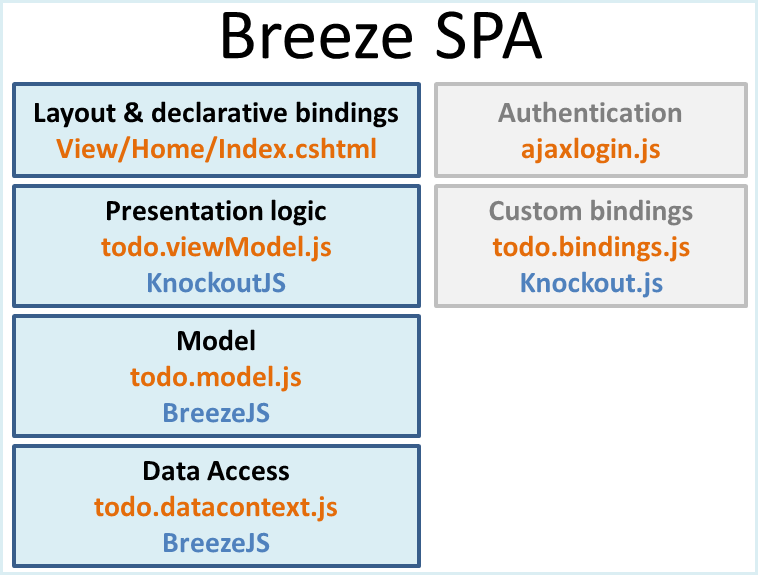 Breeze SPA
Layout & declarative bindings
View/Home/Index.cshtml
Authentication
ajaxlogin.js
Presentation logic
todo.viewModel.js
KnockoutJS
Custom bindings
todo.bindings.js
Knockout.js
Model
todo.model.js
BreezeJS
Data Access
todo.datacontext.js
BreezeJS